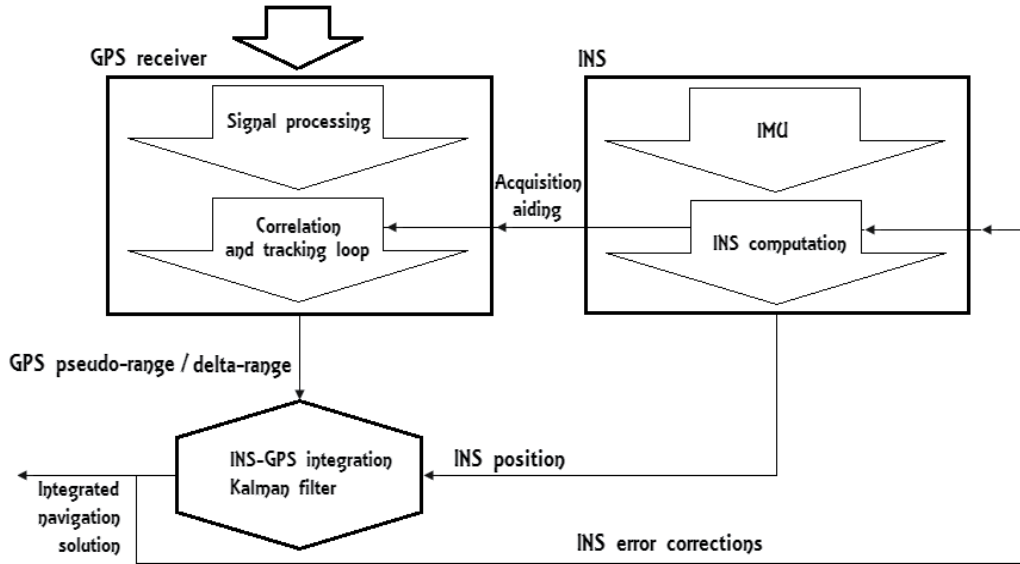 GPS receiver
INS
Signal processing
IMU
Acquisition
aiding
Correlation
and tracking loop
INS computation
GPS pseudo-range / delta-range
INS-GPS integration
Kalman filter
INS position
Integrated
navigation
solution
INS error corrections